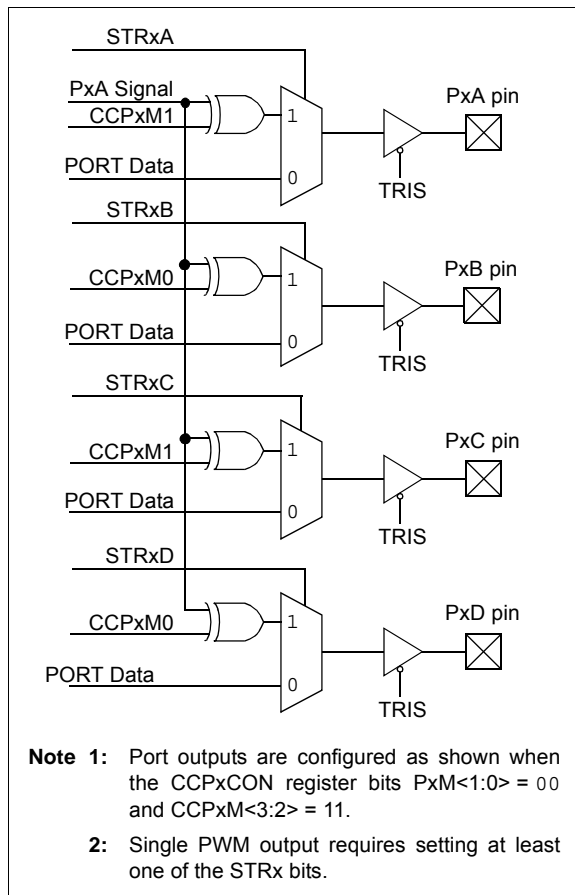 STRxA
PxA Signal
CCPxM1
PORT Data
1
0
TRIS
PxA pin
STRxB
CCPxM0
PORT Data
1
0
TRIS
PxB pin
STRxC
CCPxM1
PORT Data
1
0
TRIS
PxC pin
STRxD
CCPxM0
PORT Data
1
0
TRIS
PxD pin
Note 1: Port outputs are configured as shown when
the CCPxCON register bits PxM<1:0> = 00
and CCPxM<3:2> = 11.
2: Single PWM output requires setting at least
one of the STRx bits.